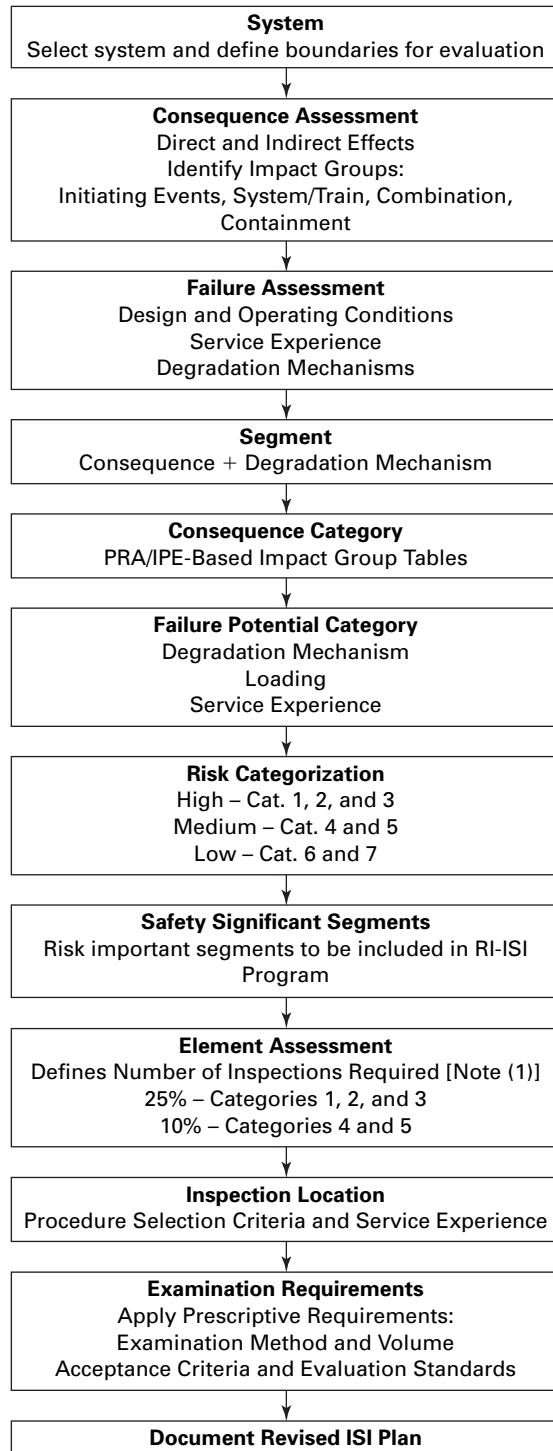 System
Select system and define boundaries for evaluation
Consequence Assessment
Direct and Indirect Effects
Identify Impact Groups:
Initiating Events, System/Train, Combination,
Containment
Failure Assessment
Design and Operating Conditions
Service Experience
Degradation Mechanisms
Segment
Consequence + Degradation Mechanism
Consequence Category
PRA/IPE-Based Impact Group Tables
Failure Potential Category
Degradation Mechanism
Loading
Service Experience
Risk Categorization
High – Cat. 1, 2, and 3
Medium – Cat. 4 and 5
Low – Cat. 6 and 7
Safety Significant Segments
Risk important segments to be included in RI-ISI
Program
Element Assessment
Defines Number of Inspections Required [Note (1)]
25% – Categories 1, 2, and 3
10% – Categories 4 and 5
Inspection Location
Procedure Selection Criteria and Service Experience
Examination Requirements
Apply Prescriptive Requirements:
Examination Method and Volume
Acceptance Criteria and Evaluation Standards
Document Revised ISI Plan